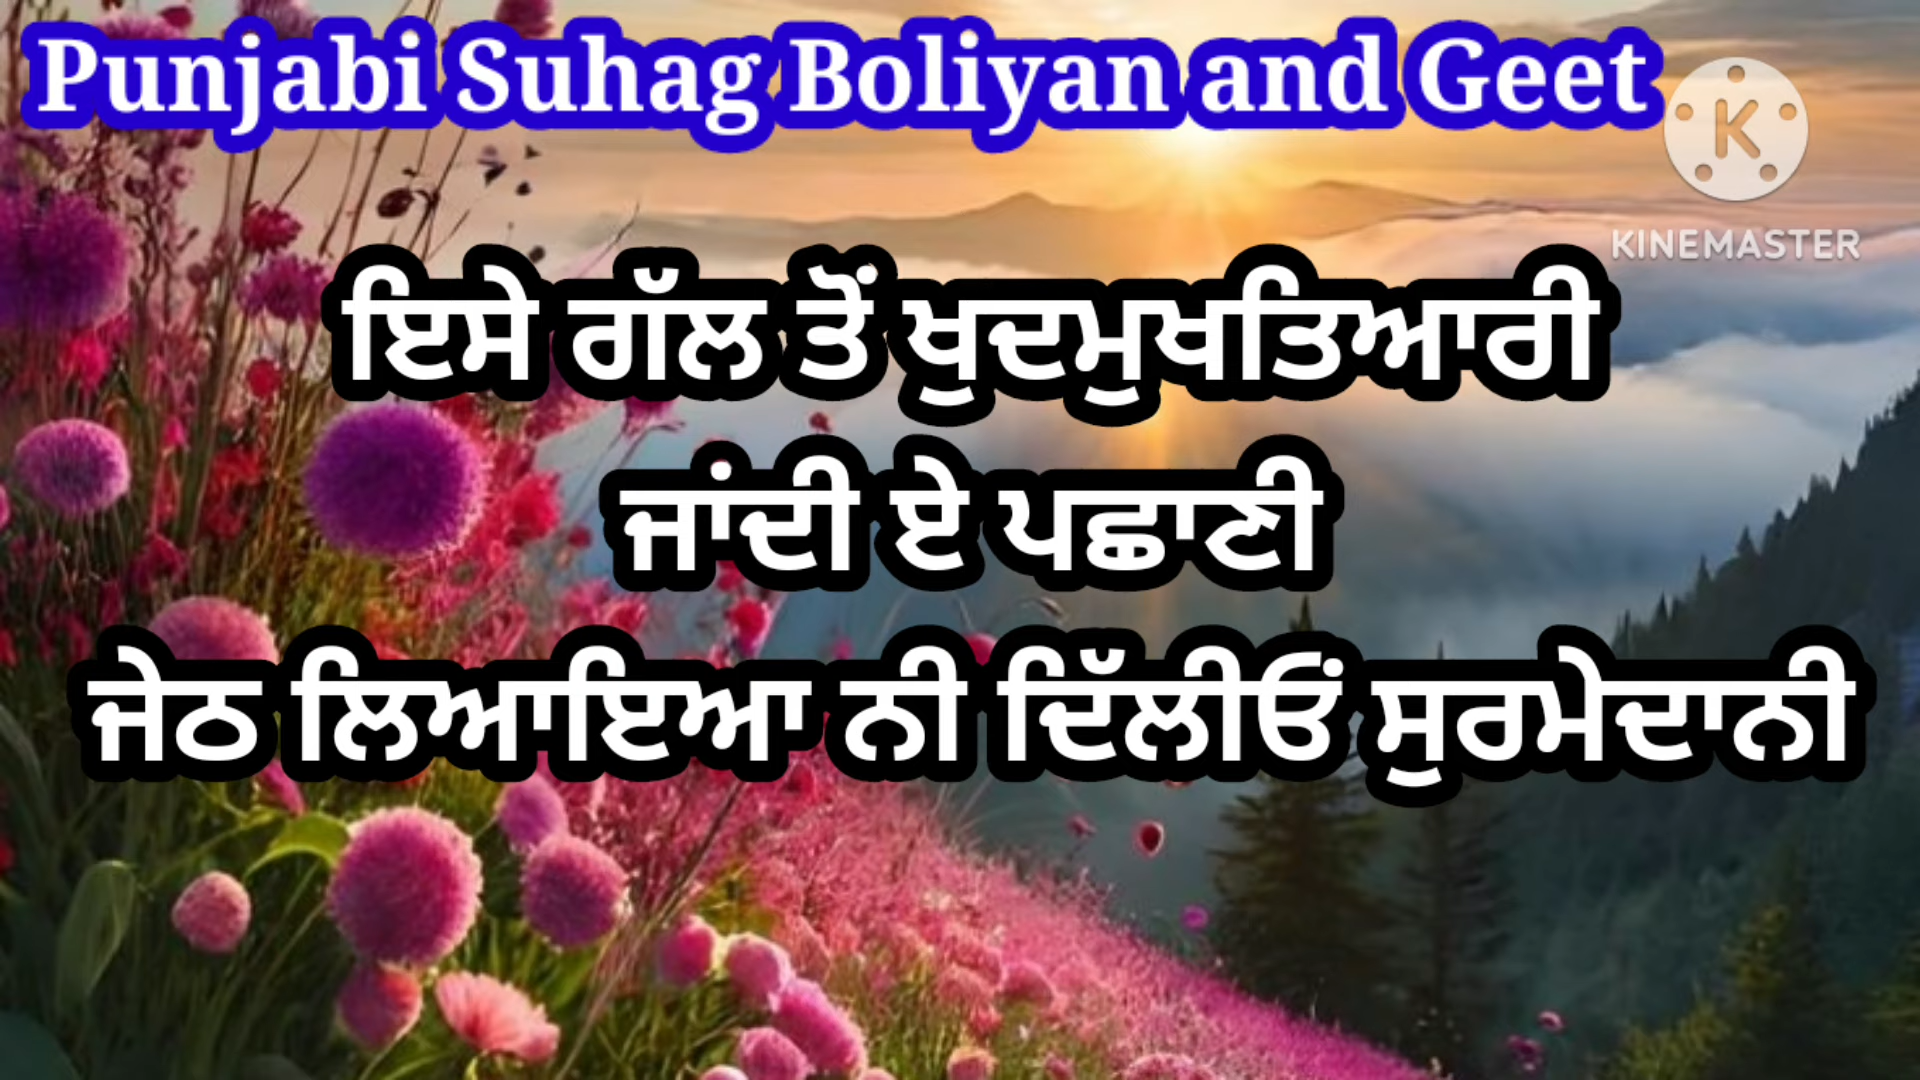 Punjabi Suhag Boliyan and Geet
K
KINEMASTER
ਇਸੇ ਗੱਲ ਤੋਂ ਖੁਦਮੁਖਤਿਆਰੀ
ਜਾਂਦੀ ਏ ਪਛਾਣੀ
ਜੇਠ ਲਿਆਇਆ ਨੀ ਦਿੱਲੀਓਂ ਸੁਰਮੇਦਾਨੀ